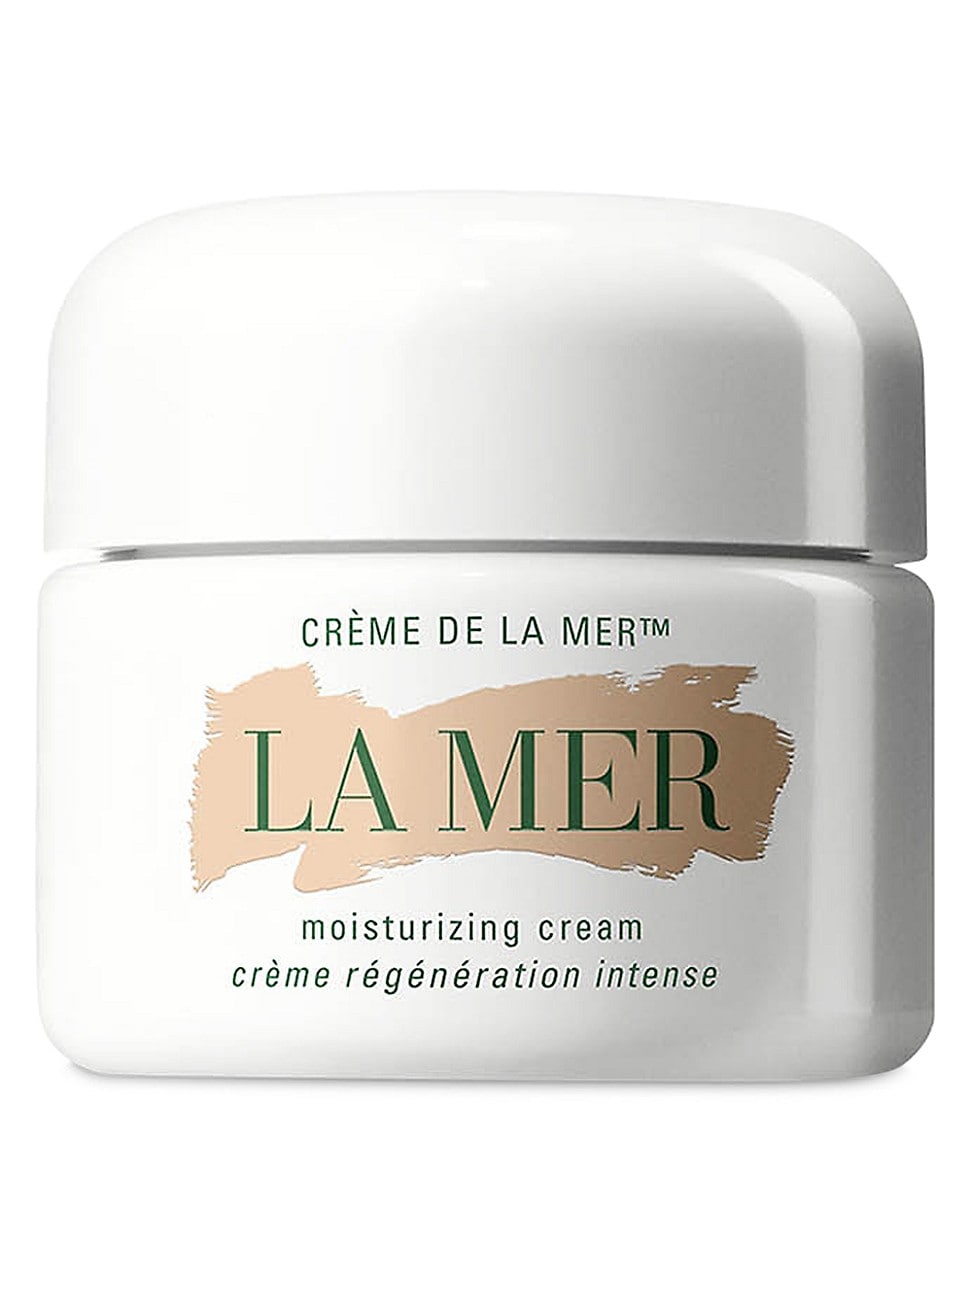 CRÈME DE LA MER™
LA MER
moisturizing cream
crème régénération intense